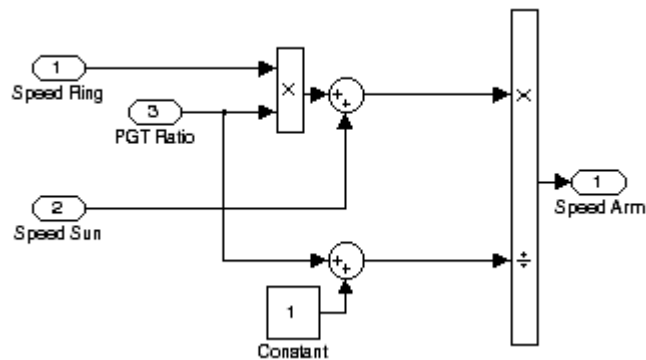 1
Speed Ring
3
PGT Ratio
×
+
+
×
2
Speed Sun
1
Speed Arm
+
+
÷
1
Constant